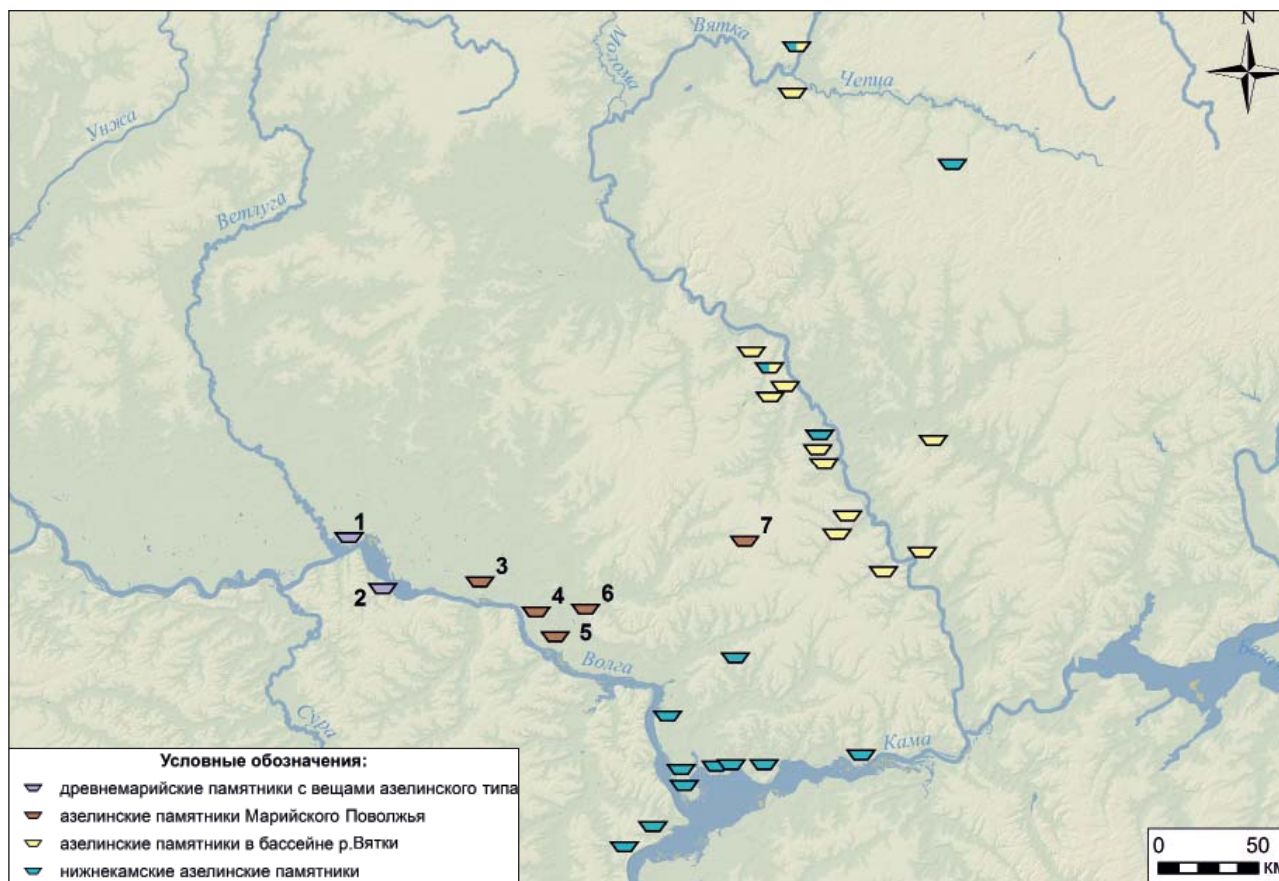 N
Вятка
Молома
Чепца
Унжа
Ветлуга
1
2
3
4
6
5
7
Волга
Сура
Кама
Условные обозначения:
древнемарийские памятники с вещами азелинского типа
азелинские памятники Марийского Поволжья
азелинские памятники в бассейне р.Вятки
нижнекамские азелинские памятники
0 50